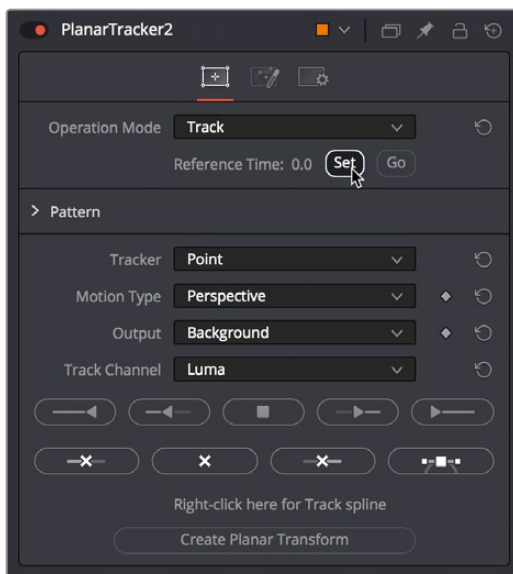 PlanarTracker2
Operation Mode Track
Reference Time: 0.0 Set Go
Pattern
Tracker Point
Motion Type Perspective
Output Background
Track Channel Luma
Right-click here for Track spline
Create Planar Transform